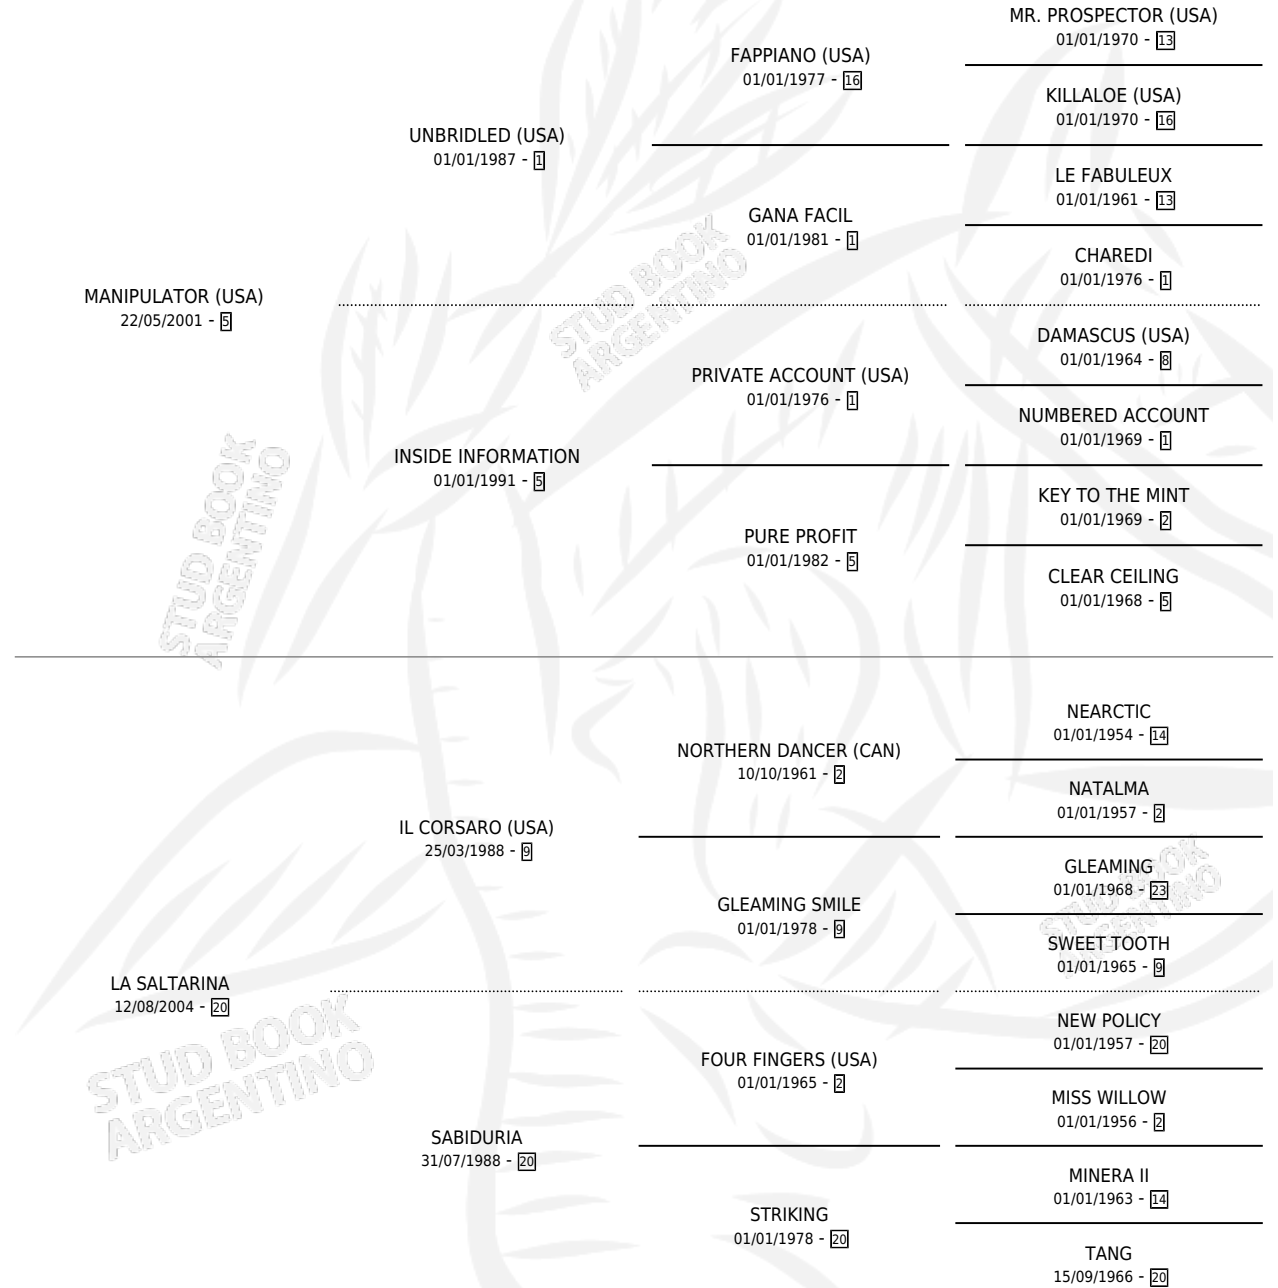 MR. PROSPECTOR (USA)
01/01/1970 - 13
FAPPIANO (USA)
01/01/1977 - 16
KILLALOE (USA)
01/01/1970 - 16
UNBRIDLED (USA)
01/01/1987 - 1
LE FABULEUX
01/01/1961 - 13
GANA FACIL
01/01/1981 - 1
CHAREDI
01/01/1976 - 1
MANIPULATOR (USA)
22/05/2001 - 5
DAMASCUS (USA)
01/01/1964 - 8
PRIVATE ACCOUNT (USA)
01/01/1976 - 1
NUMBERED ACCOUNT
01/01/1969 - 1
INSIDE INFORMATION
01/01/1991 - 5
KEY TO THE MINT
01/01/1969 - 2
PURE PROFIT
01/01/1982 - 5
CLEAR CEILING
01/01/1968 - 5
STUD BOOK
ARGENTINO
STUD BOOK
ARGENTINO
NEARCTIC
01/01/1954 - 14
NORTHERN DANCER (CAN)
10/10/1961 - 2
NATALMA
01/01/1957 - 2
IL CORSARO (USA)
25/03/1988 - 9
GLEAMING
01/01/1968 - 23
GLEAMING SMILE
01/01/1978 - 9
SWEET TOOTH
01/01/1965 - 9
STUD BOOK
ARGENTINO
LA SALTARINA
12/08/2004 - 20
NEW POLICY
01/01/1957 - 20
FOUR FINGERS (USA)
01/01/1965 - 2
MISS WILLOW
01/01/1956 - 2
STUD BOOK
ARGENTINO
SABIDURIA
31/07/1988 - 20
MINERA II
01/01/1963 - 14
STRIKING
01/01/1978 - 20
TANG
15/09/1966 - 20